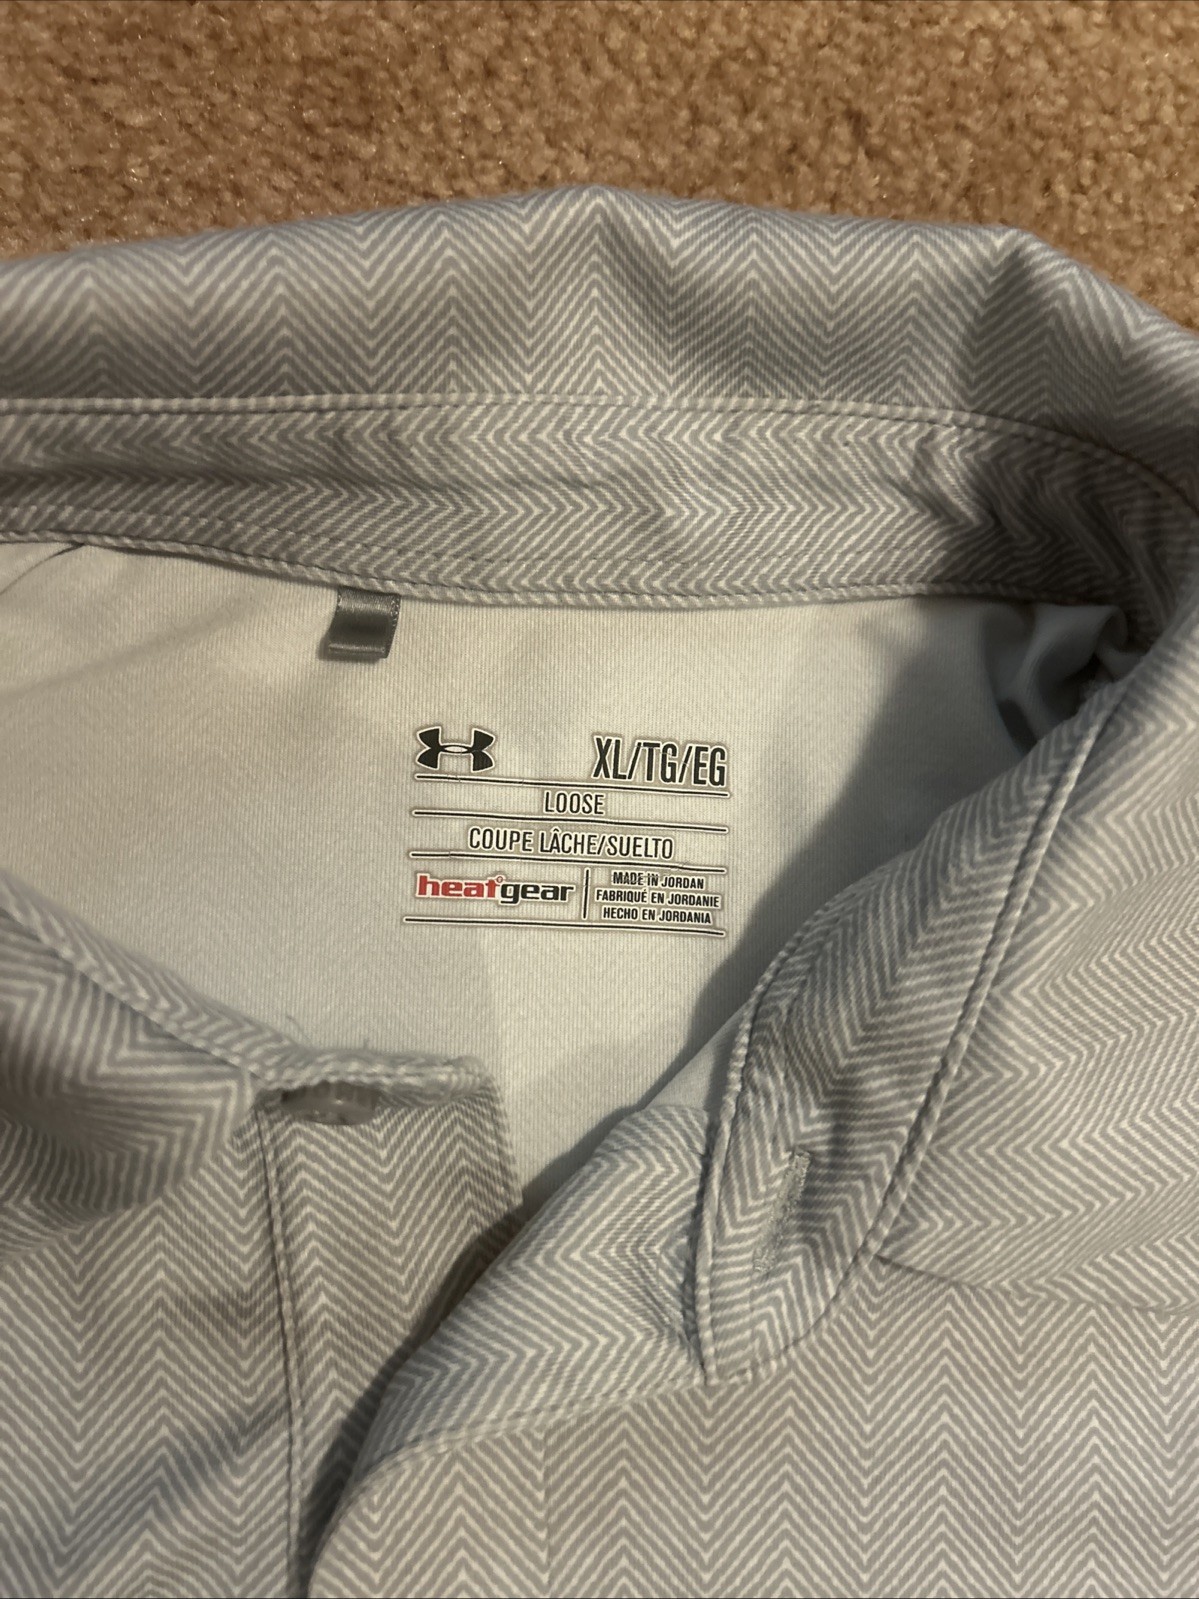 XL/TG/EG
LOOSE
COUPE LÂCHE/SUELTO
heatgear
MADE IN JORDAN
FABRIQUÉ EN JORDANIE
HECHO EN JORDANIA